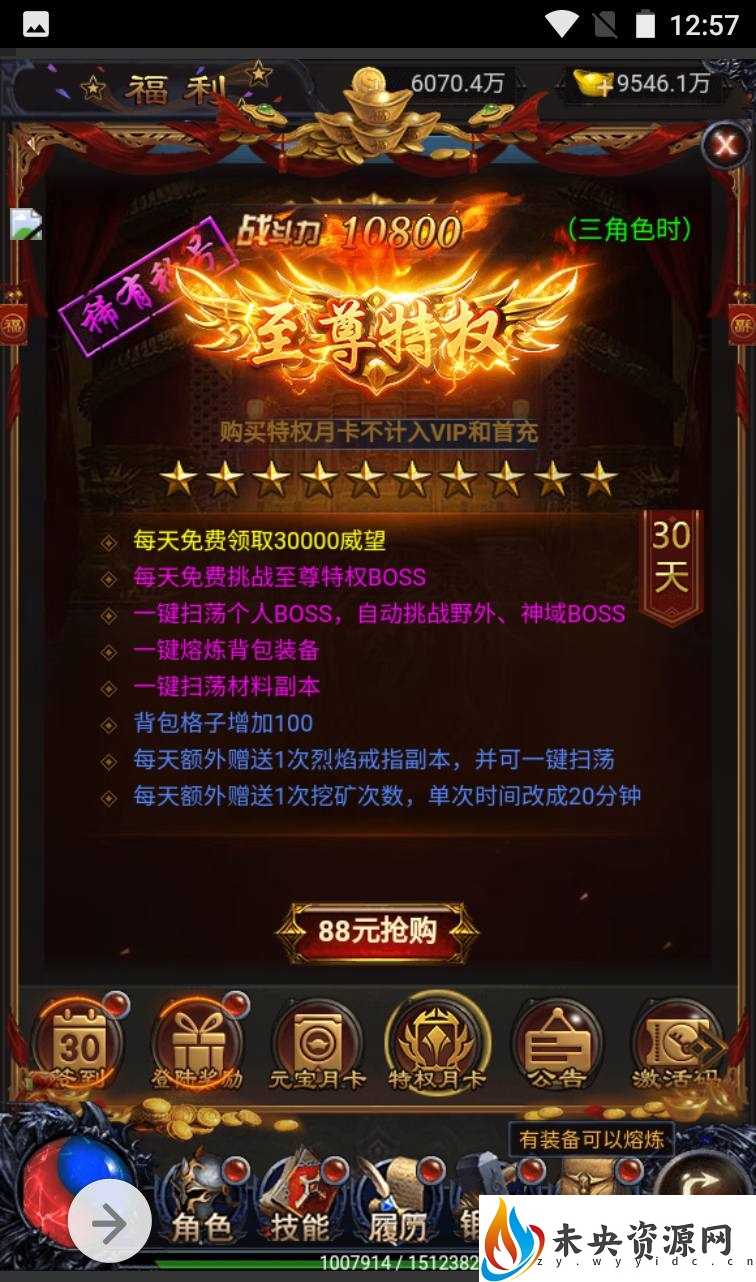 12:57
福利
6070.4万
9546.1万
战斗力 10800
(三角色时)
稀有称号
至尊特权
购买特权月卡不计入VIP和首充
每天免费领取30000威望
30天
每天免费挑战至尊特权BOSS
一键扫荡个人BOSS，自动挑战野外、神域BOSS
一键熔炼背包装备
一键扫荡材料副本
背包格子增加100
每天额外赠送1次烈焰戒指副本，并可一键扫荡
每天额外赠送1次挖矿次数，单次时间改成20分钟
88元抢购
30
签到
登陆奖励
元宝月卡
特权月卡
公告
激活码
有装备可以熔炼
角色
技能
履历
1007914 / 1512382
未央资源网
zy.wyyidc.cn